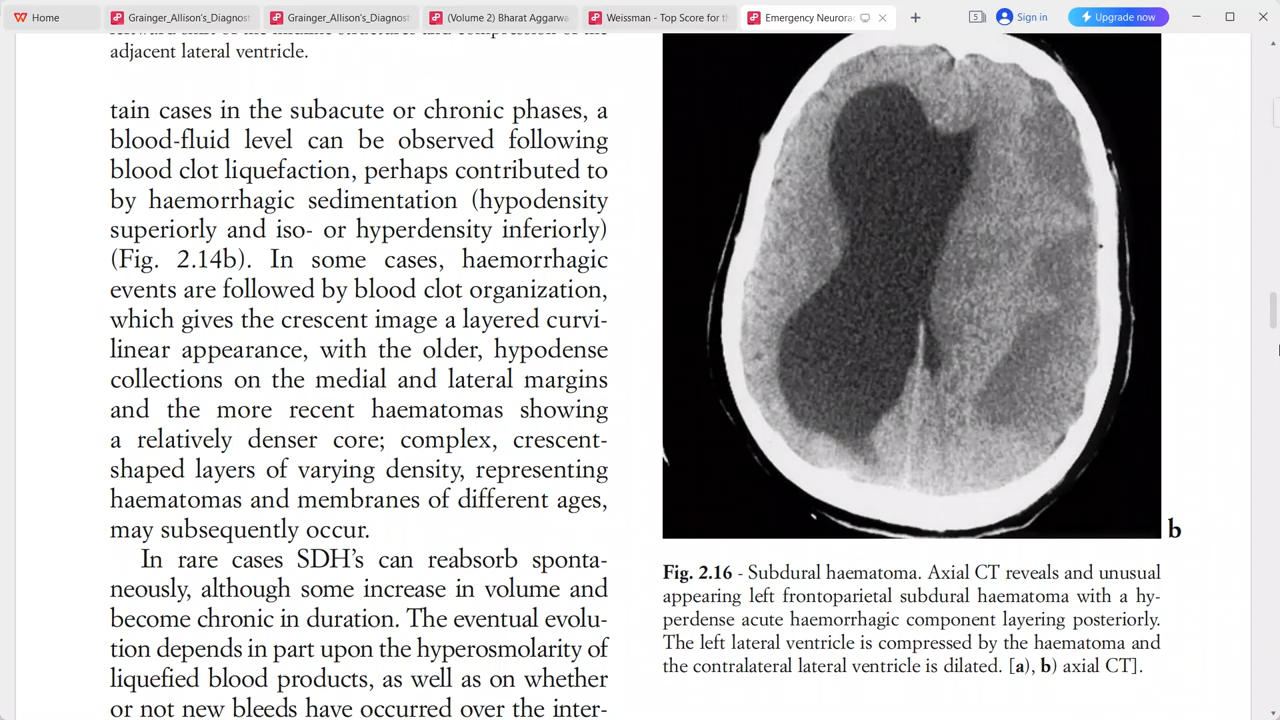 Home
Grainger_Allison's_Diagnost
Grainger_Allison's_Diagnost
(Volume 2) Bharat Aggarwa
Weissman - Top Score for th
Emergency Neurorac
5
Sign in
Upgrade now
adjacent lateral ventricle.
tain cases in the subacute or chronic phases, a
blood-fluid level can be observed following
blood clot liquefaction, perhaps contributed to
by haemorrhagic sedimentation (hypodensity
superiorly and iso- or hyperdensity inferiorly)
(Fig. 2.14b). In some cases, haemorrhagic
events are followed by blood clot organization,
which gives the crescent image a layered curvi-
linear appearance, with the older, hypodense
collections on the medial and lateral margins
and the more recent haematomas showing
a relatively denser core; complex, crescent-
shaped layers of varying density, representing
haematomas and membranes of different ages,
may subsequently occur.
In rare cases SDH's can reabsorb sponta-
neously, although some increase in volume and
become chronic in duration. The eventual evolu-
tion depends in part upon the hyperosmolarity of
liquefied blood products, as well as on whether
or not new bleeds have occurred over the inter-
b
Fig. 2.16 - Subdural haematoma. Axial CT reveals and unusual
appearing left frontoparietal subdural haematoma with a hy-
perdense acute haemorrhagic component layering posteriorly.
The left lateral ventricle is compressed by the haematoma and
the contralateral lateral ventricle is dilated. [a), b) axial CT].